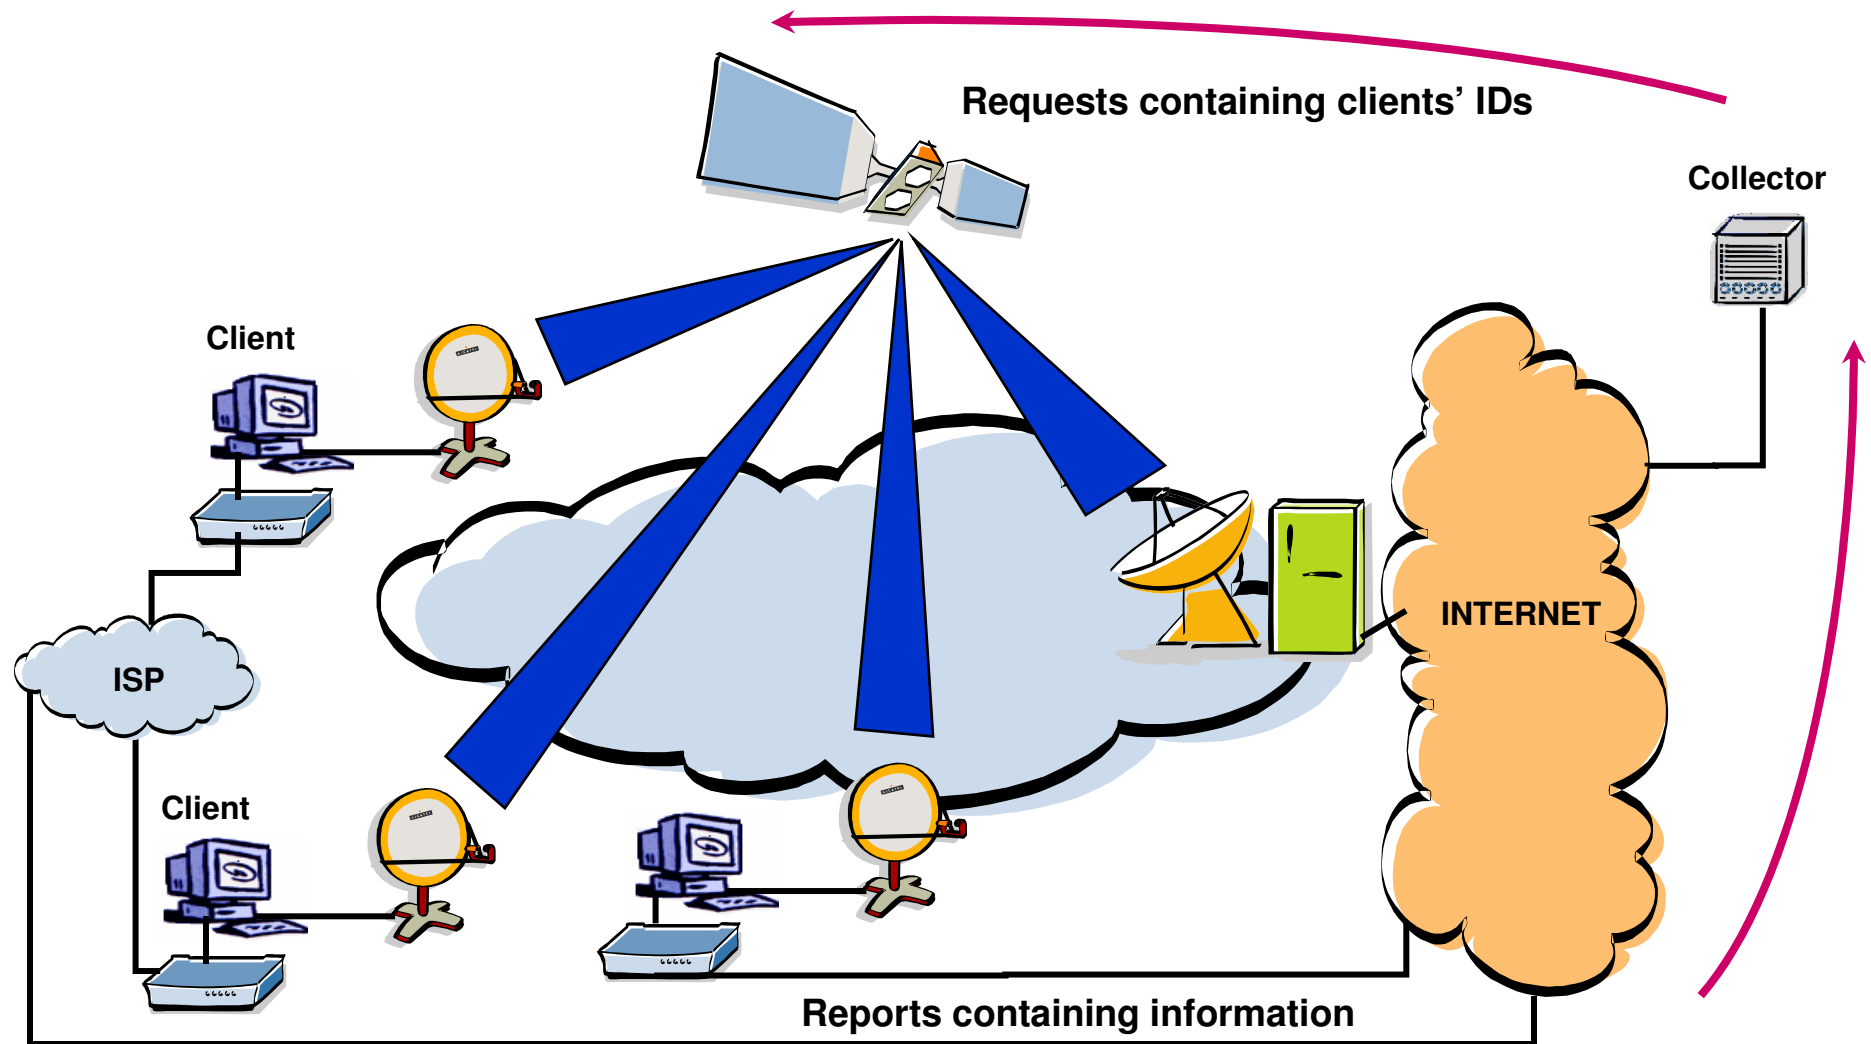 Requests containing clients' IDs
Collector
Client
INTERNET
ISP
Client
Reports containing information